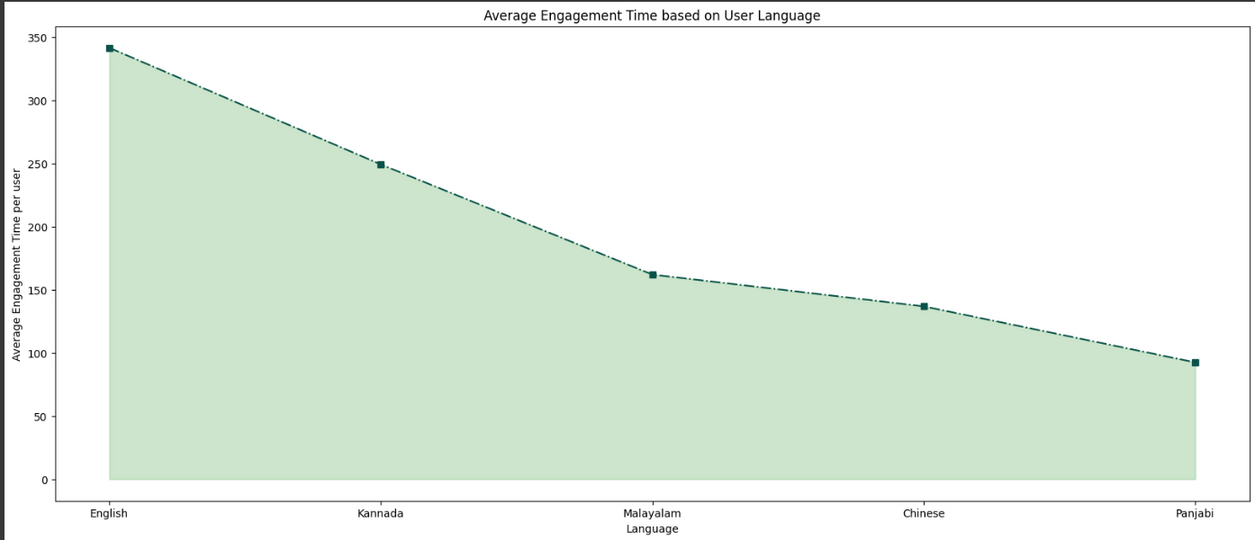 Average Engagement Time based on User Language
Average Engagement Time per user
350
300
250
200
150
100
50
0
English Kannada Malayalam Chinese Panjabi
Language